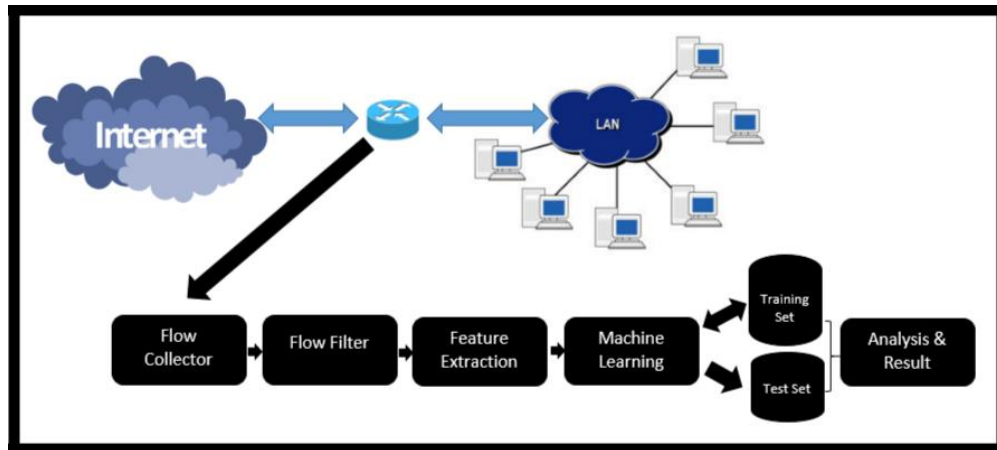 Internet
LAN
Flow
Collector
Flow Filter
Feature
Extraction
Machine
Learning
Training
Set
Test Set
Analysis &
Result